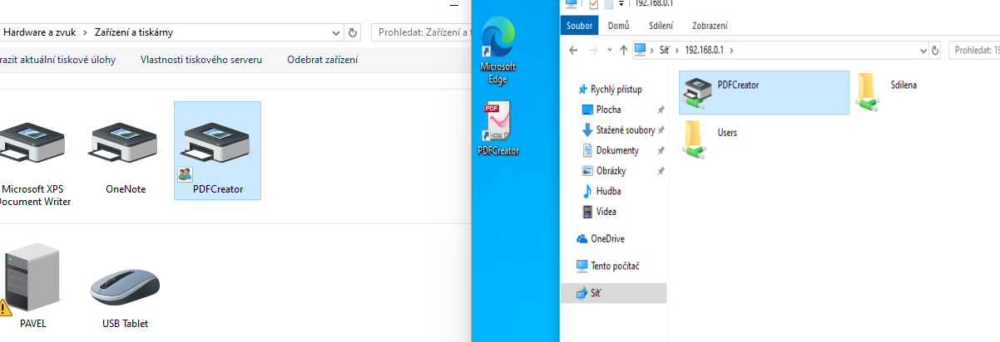 Hardware a zvuk › Zařízení a tiskárny
Prohledat: Zařízení a t
razit aktuální tiskové úlohy
Vlastnosti tiskového serveru
Odebrat zařízení
Microsoft XPS
Document Writer
OneNote
PDFCreator
PAVEL
USB Tablet
Microsoft
Edge
PDF
NOW
PDFCreator
192.168.0.1
Soubor
Domů
Sdílení
Zobrazení
› Síť › 192.168.0.1 ›
Prohledat: 19
Rychlý přístup
Plocha
Stažené soubory
Dokumenty
Obrázky
Hudba
Videa
OneDrive
Tento počítač
Síť
PDFCreator
Sdilena
Users